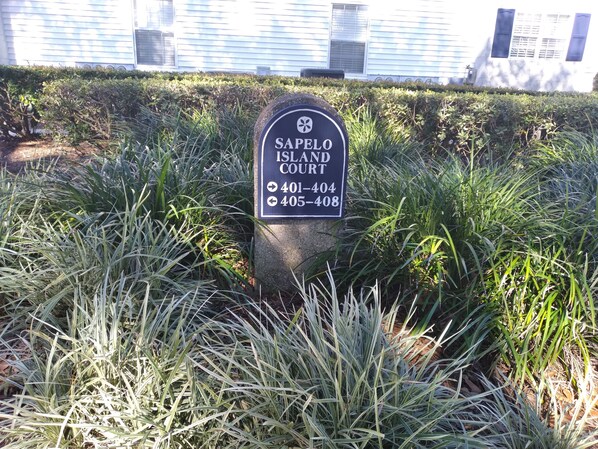 SAPELO
ISLAND
COURT
→ 401–404
← 405–408